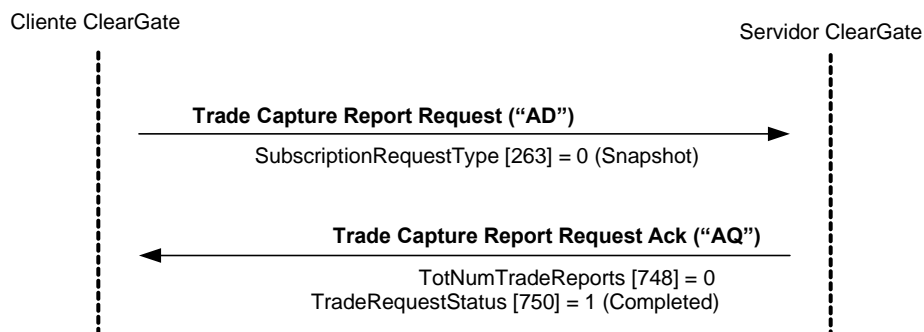 Cliente ClearGate
Servidor ClearGate
Trade Capture Report Request (“AD”)
SubscriptionRequestType [263] = 0 (Snapshot)
Trade Capture Report Request Ack (“AQ”)
TotNumTradeReports [748] = 0
TradeRequestStatus [750] = 1 (Completed)